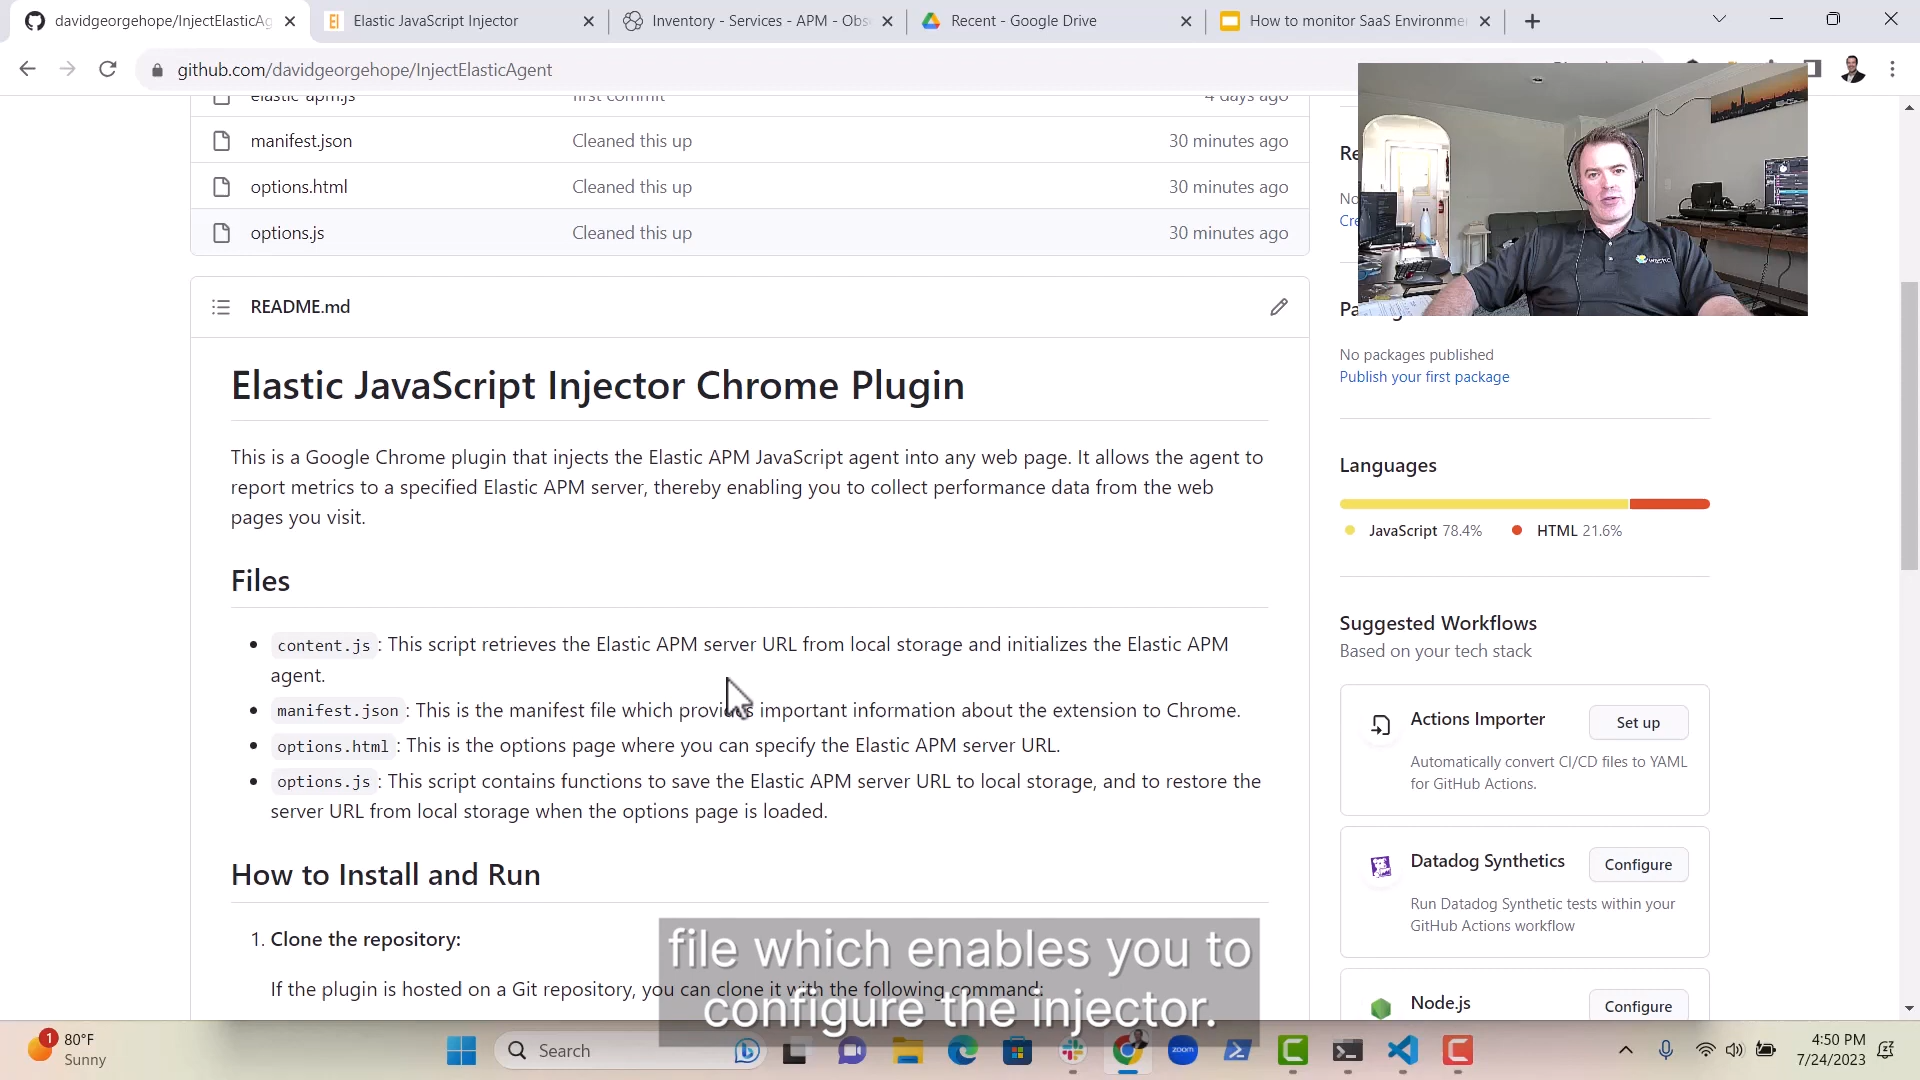 davidgeorgehope/InjectElasticAg
Elastic JavaScript Injector
Inventory - Services - APM - Obs
Recent - Google Drive
How to monitor SaaS Environme
github.com/davidgeorgehope/InjectElasticAgent
elastic-apm.js first commit 4 days ago
manifest.json Cleaned this up 30 minutes ago
options.html Cleaned this up 30 minutes ago
options.js Cleaned this up 30 minutes ago
README.md
Elastic JavaScript Injector Chrome Plugin
This is a Google Chrome plugin that injects the Elastic APM JavaScript agent into any web page. It allows the agent to
report metrics to a specified Elastic APM server, thereby enabling you to collect performance data from the web
pages you visit.
Files
content.js : This script retrieves the Elastic APM server URL from local storage and initializes the Elastic APM
agent.
manifest.json : This is the manifest file which provides important information about the extension to Chrome.
options.html : This is the options page where you can specify the Elastic APM server URL.
options.js : This script contains functions to save the Elastic APM server URL to local storage, and to restore the
server URL from local storage when the options page is loaded.
How to Install and Run
1. Clone the repository:
If the plugin is hosted on a Git repository, you can clone it with the following command:
file which enables you to
configure the injector.
Re
No
Cre
No packages published
Publish your first package
Languages
JavaScript 78.4% HTML 21.6%
Suggested Workflows
Based on your tech stack
Actions Importer
Set up
Automatically convert CI/CD files to YAML
for GitHub Actions.
Datadog Synthetics
Configure
Run Datadog Synthetic tests within your
GitHub Actions workflow
Node.js
Configure
1
80°F
Sunny
Search
zoom
4:50 PM
7/24/2023